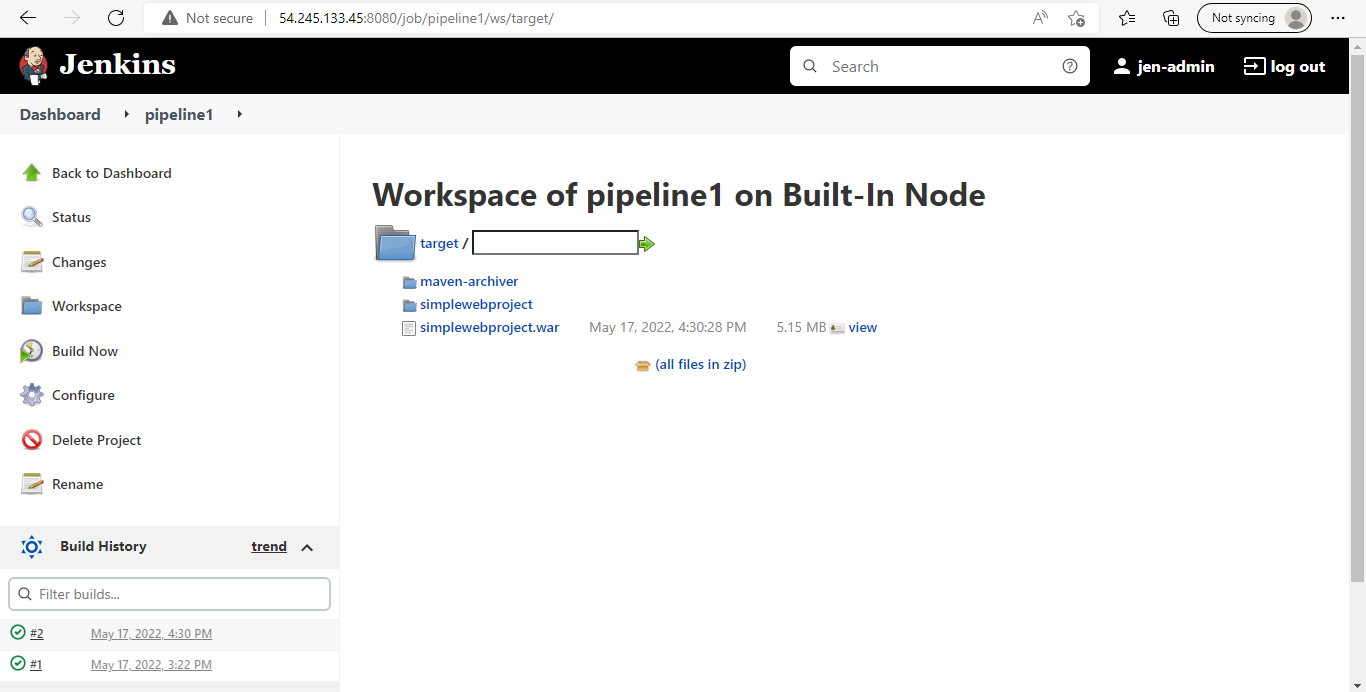 Not secure 54.245.133.45:8080/job/pipeline1/ws/target/ Not syncing
Jenkins Search jen-admin log out
Dashboard pipeline1
Back to Dashboard
Status
Changes
Workspace
Build Now
Configure
Delete Project
Rename
Build History trend
Filter builds...
#2 May 17, 2022, 4:30 PM
#1 May 17, 2022, 3:22 PM
Workspace of pipeline1 on Built-In Node
target /
maven-archiver
simplewebproject
simplewebproject.war May 17, 2022, 4:30:28 PM 5.15 MB view
(all files in zip)